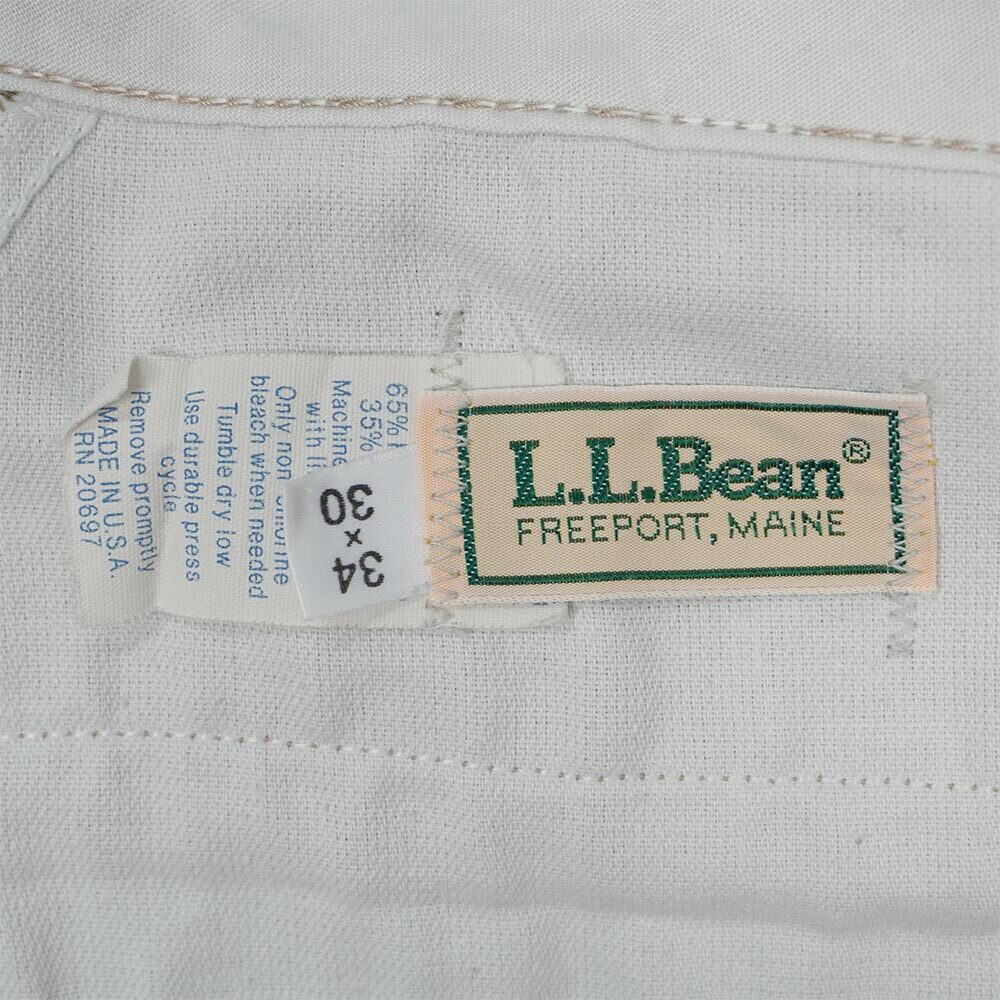 L.L.Bean®
FREEPORT, MAINE
34 x 30
65%
35%
Machine
with
Only non-chlorine
bleach when needed
Tumble dry low
Use durable press
cycle
Remove promptly
MADE IN U.S.A.
RN 20697